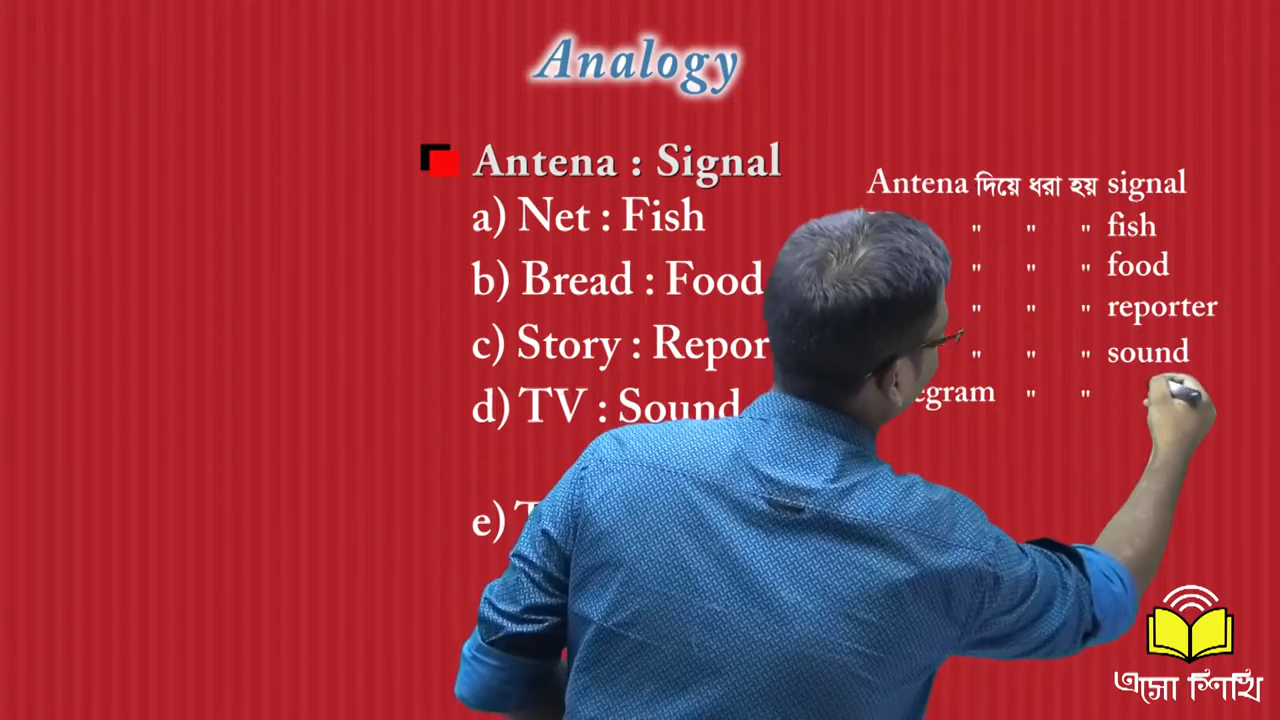 Analogy
Antena : Signal
a) Net : Fish
b) Bread : Food
c) Story : Repor
d) TV : Sound
e) T
Antena দিয়ে ধরা হয় signal
" " " fish
" " " food
" " " reporter
" " " sound
egram " "
এসো শিখি